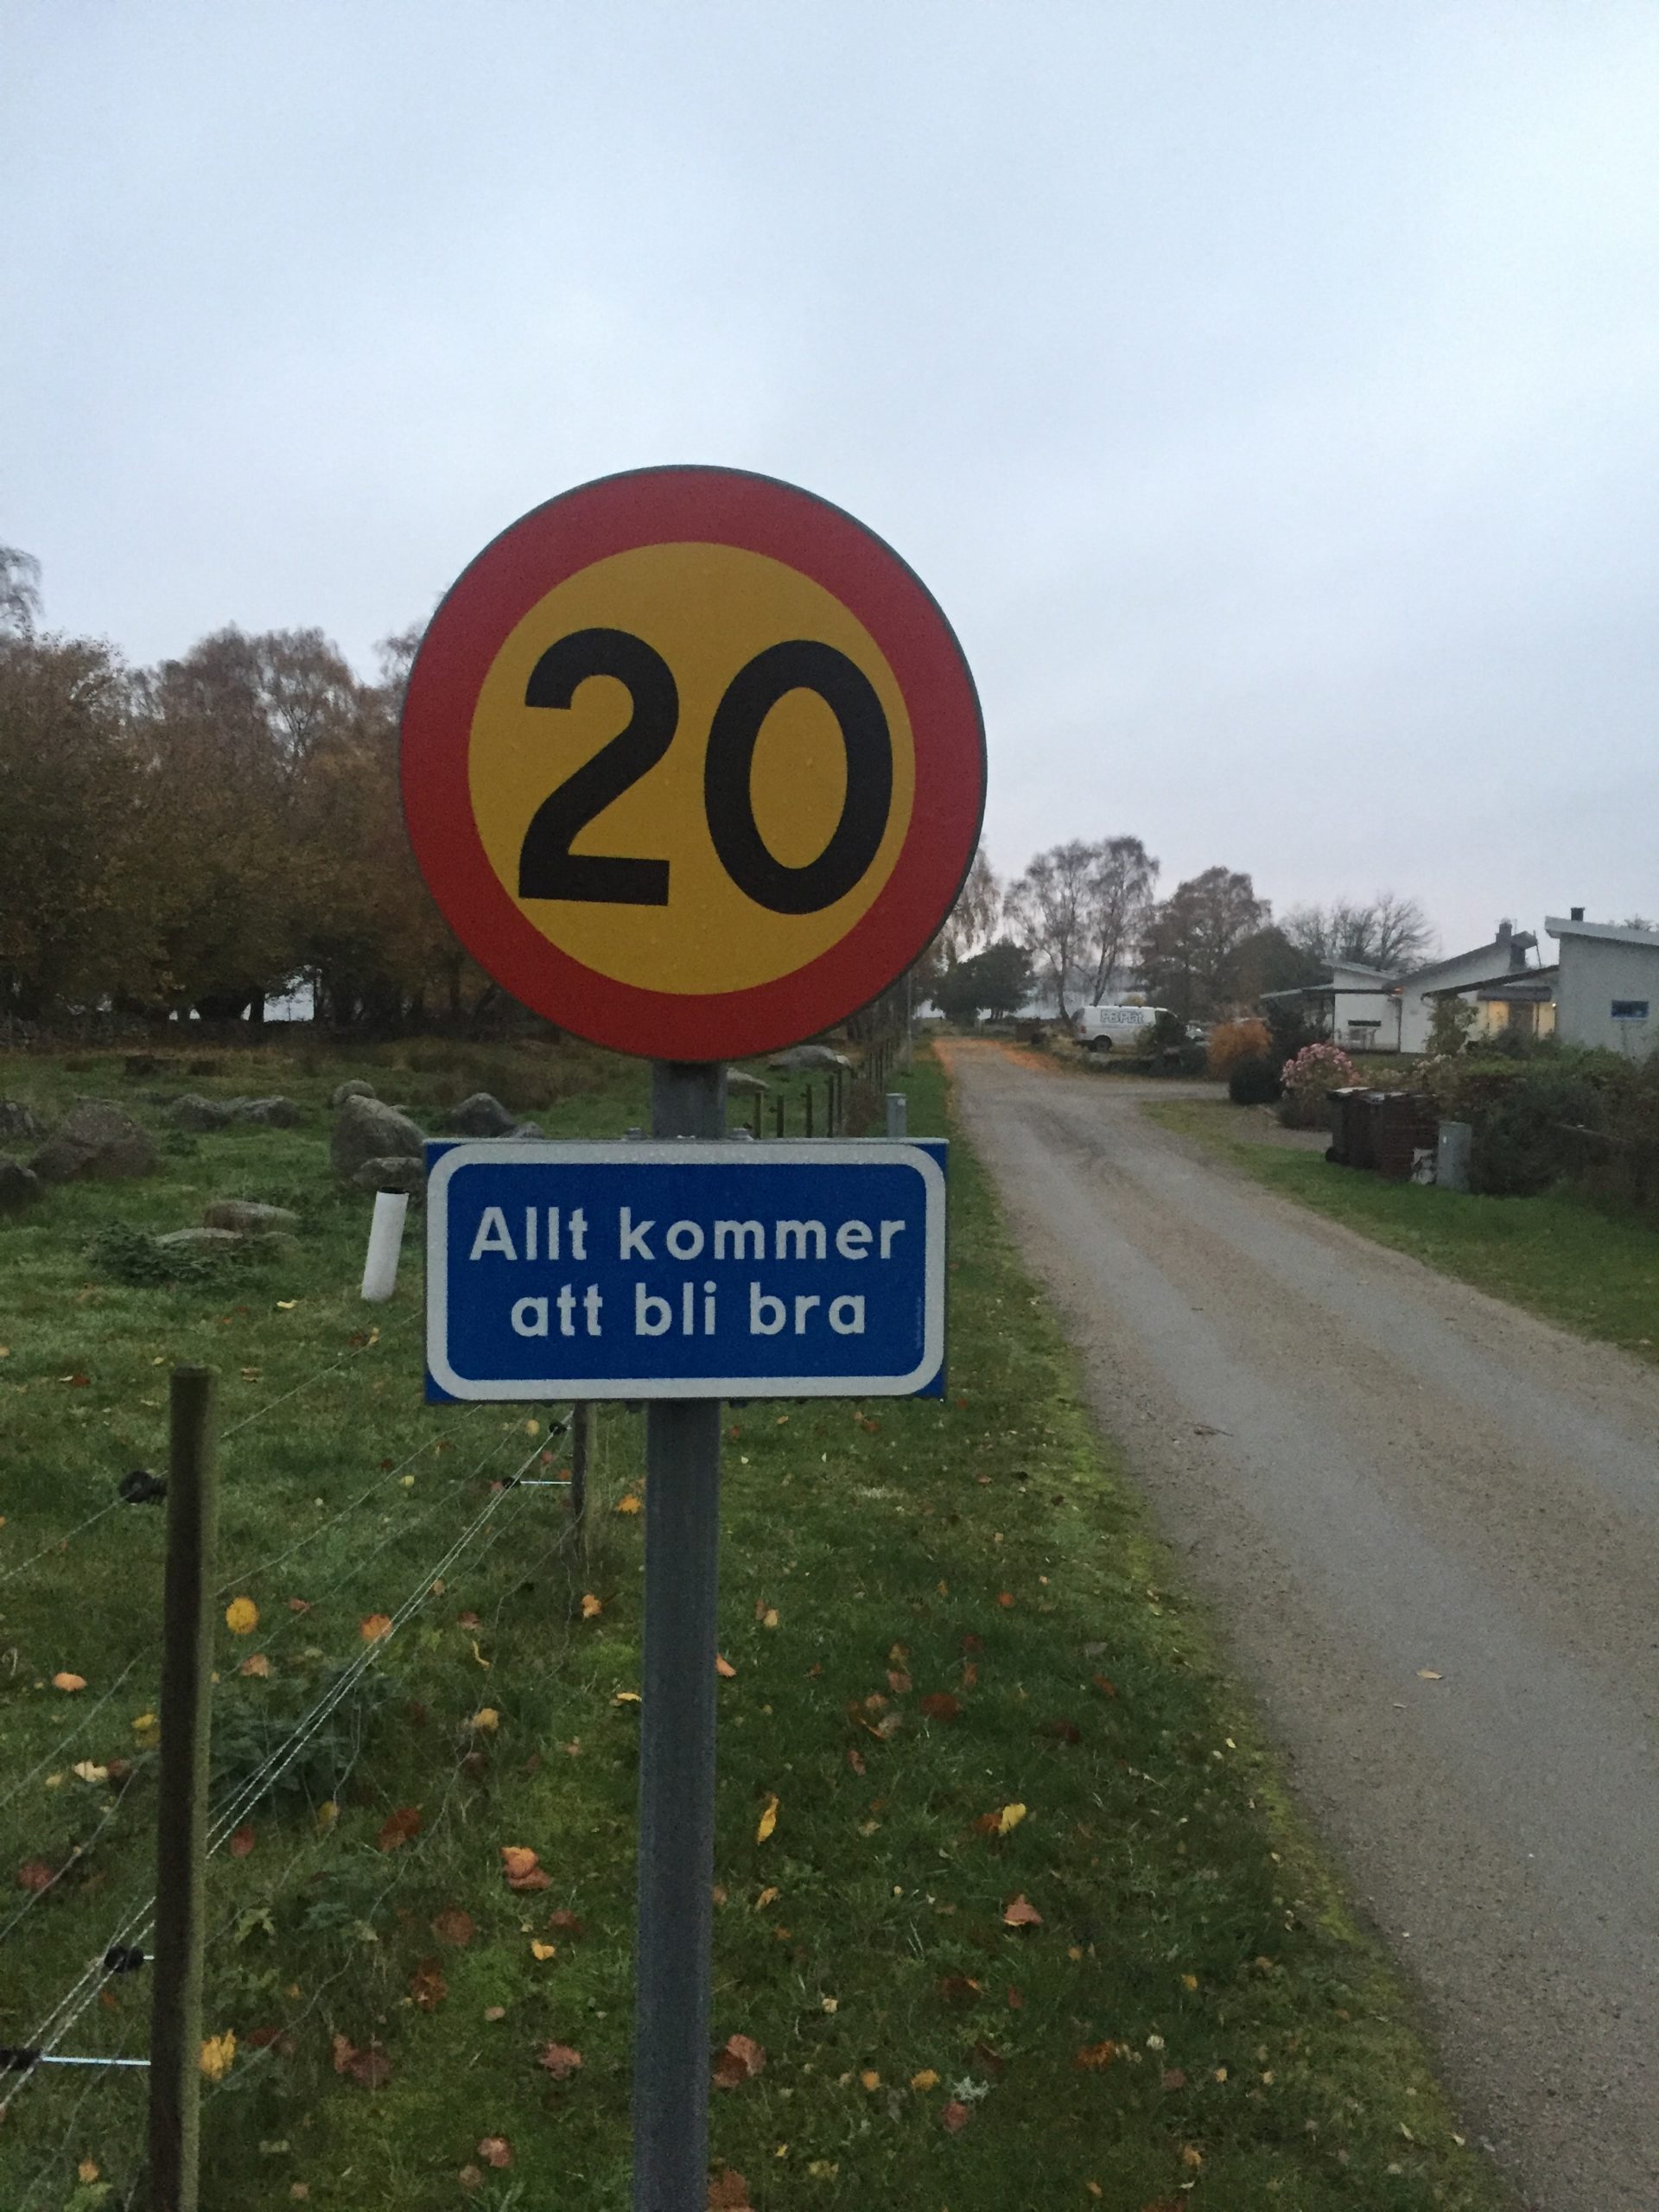 20
Allt kommer
att bli bra